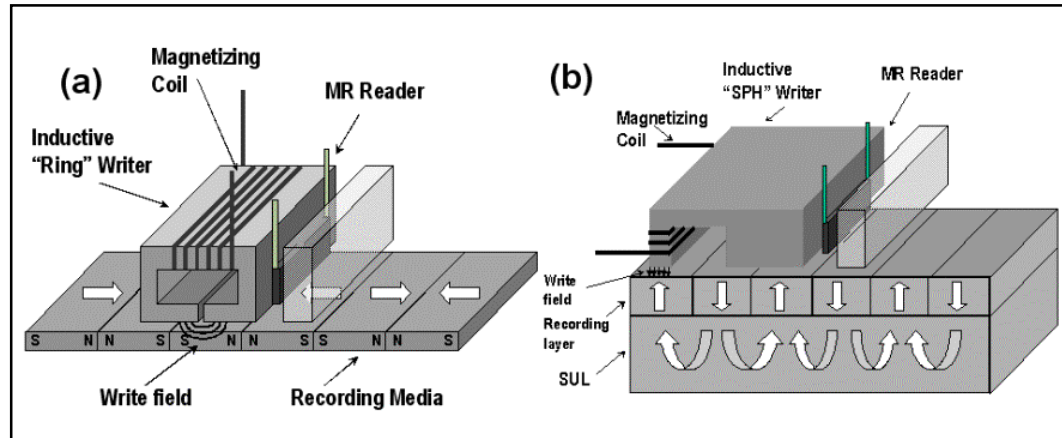 (a)
Magnetizing
Coil
MR Reader
Inductive
"Ring" Writer
S N N S S N N S S N N S
Write field
Recording Media
(b)
Inductive
"SPH" Writer
MR Reader
Magnetizing
Coil
Write
field
Recording
layer
SUL